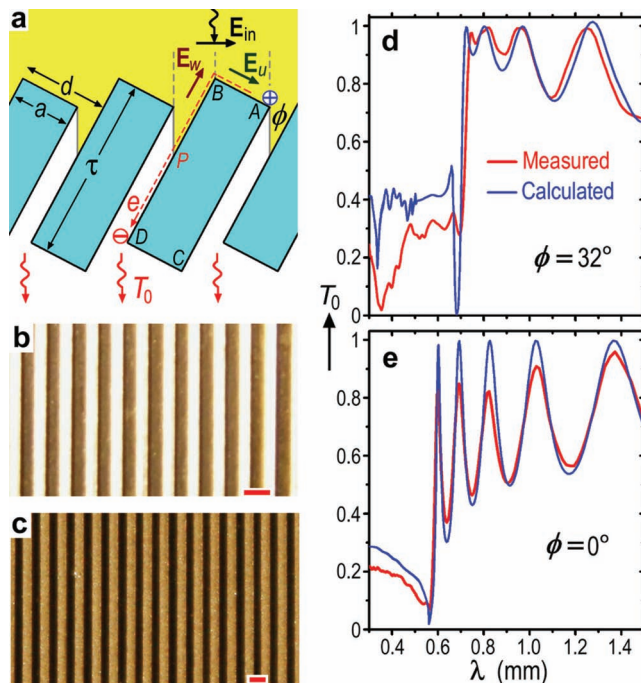 a
E_in
E_w
E_u
d
a
B
A
ϕ
τ
P
e
D
C
T_0
b
c
d
1
0.8
0.6
0.4
0.2
0
Measured
Calculated
ϕ = 32°
T_0
e
1
0.8
0.6
0.4
0.2
0
ϕ = 0°
0.4 0.6 0.8 1.0 1.2 1.4
λ (mm)